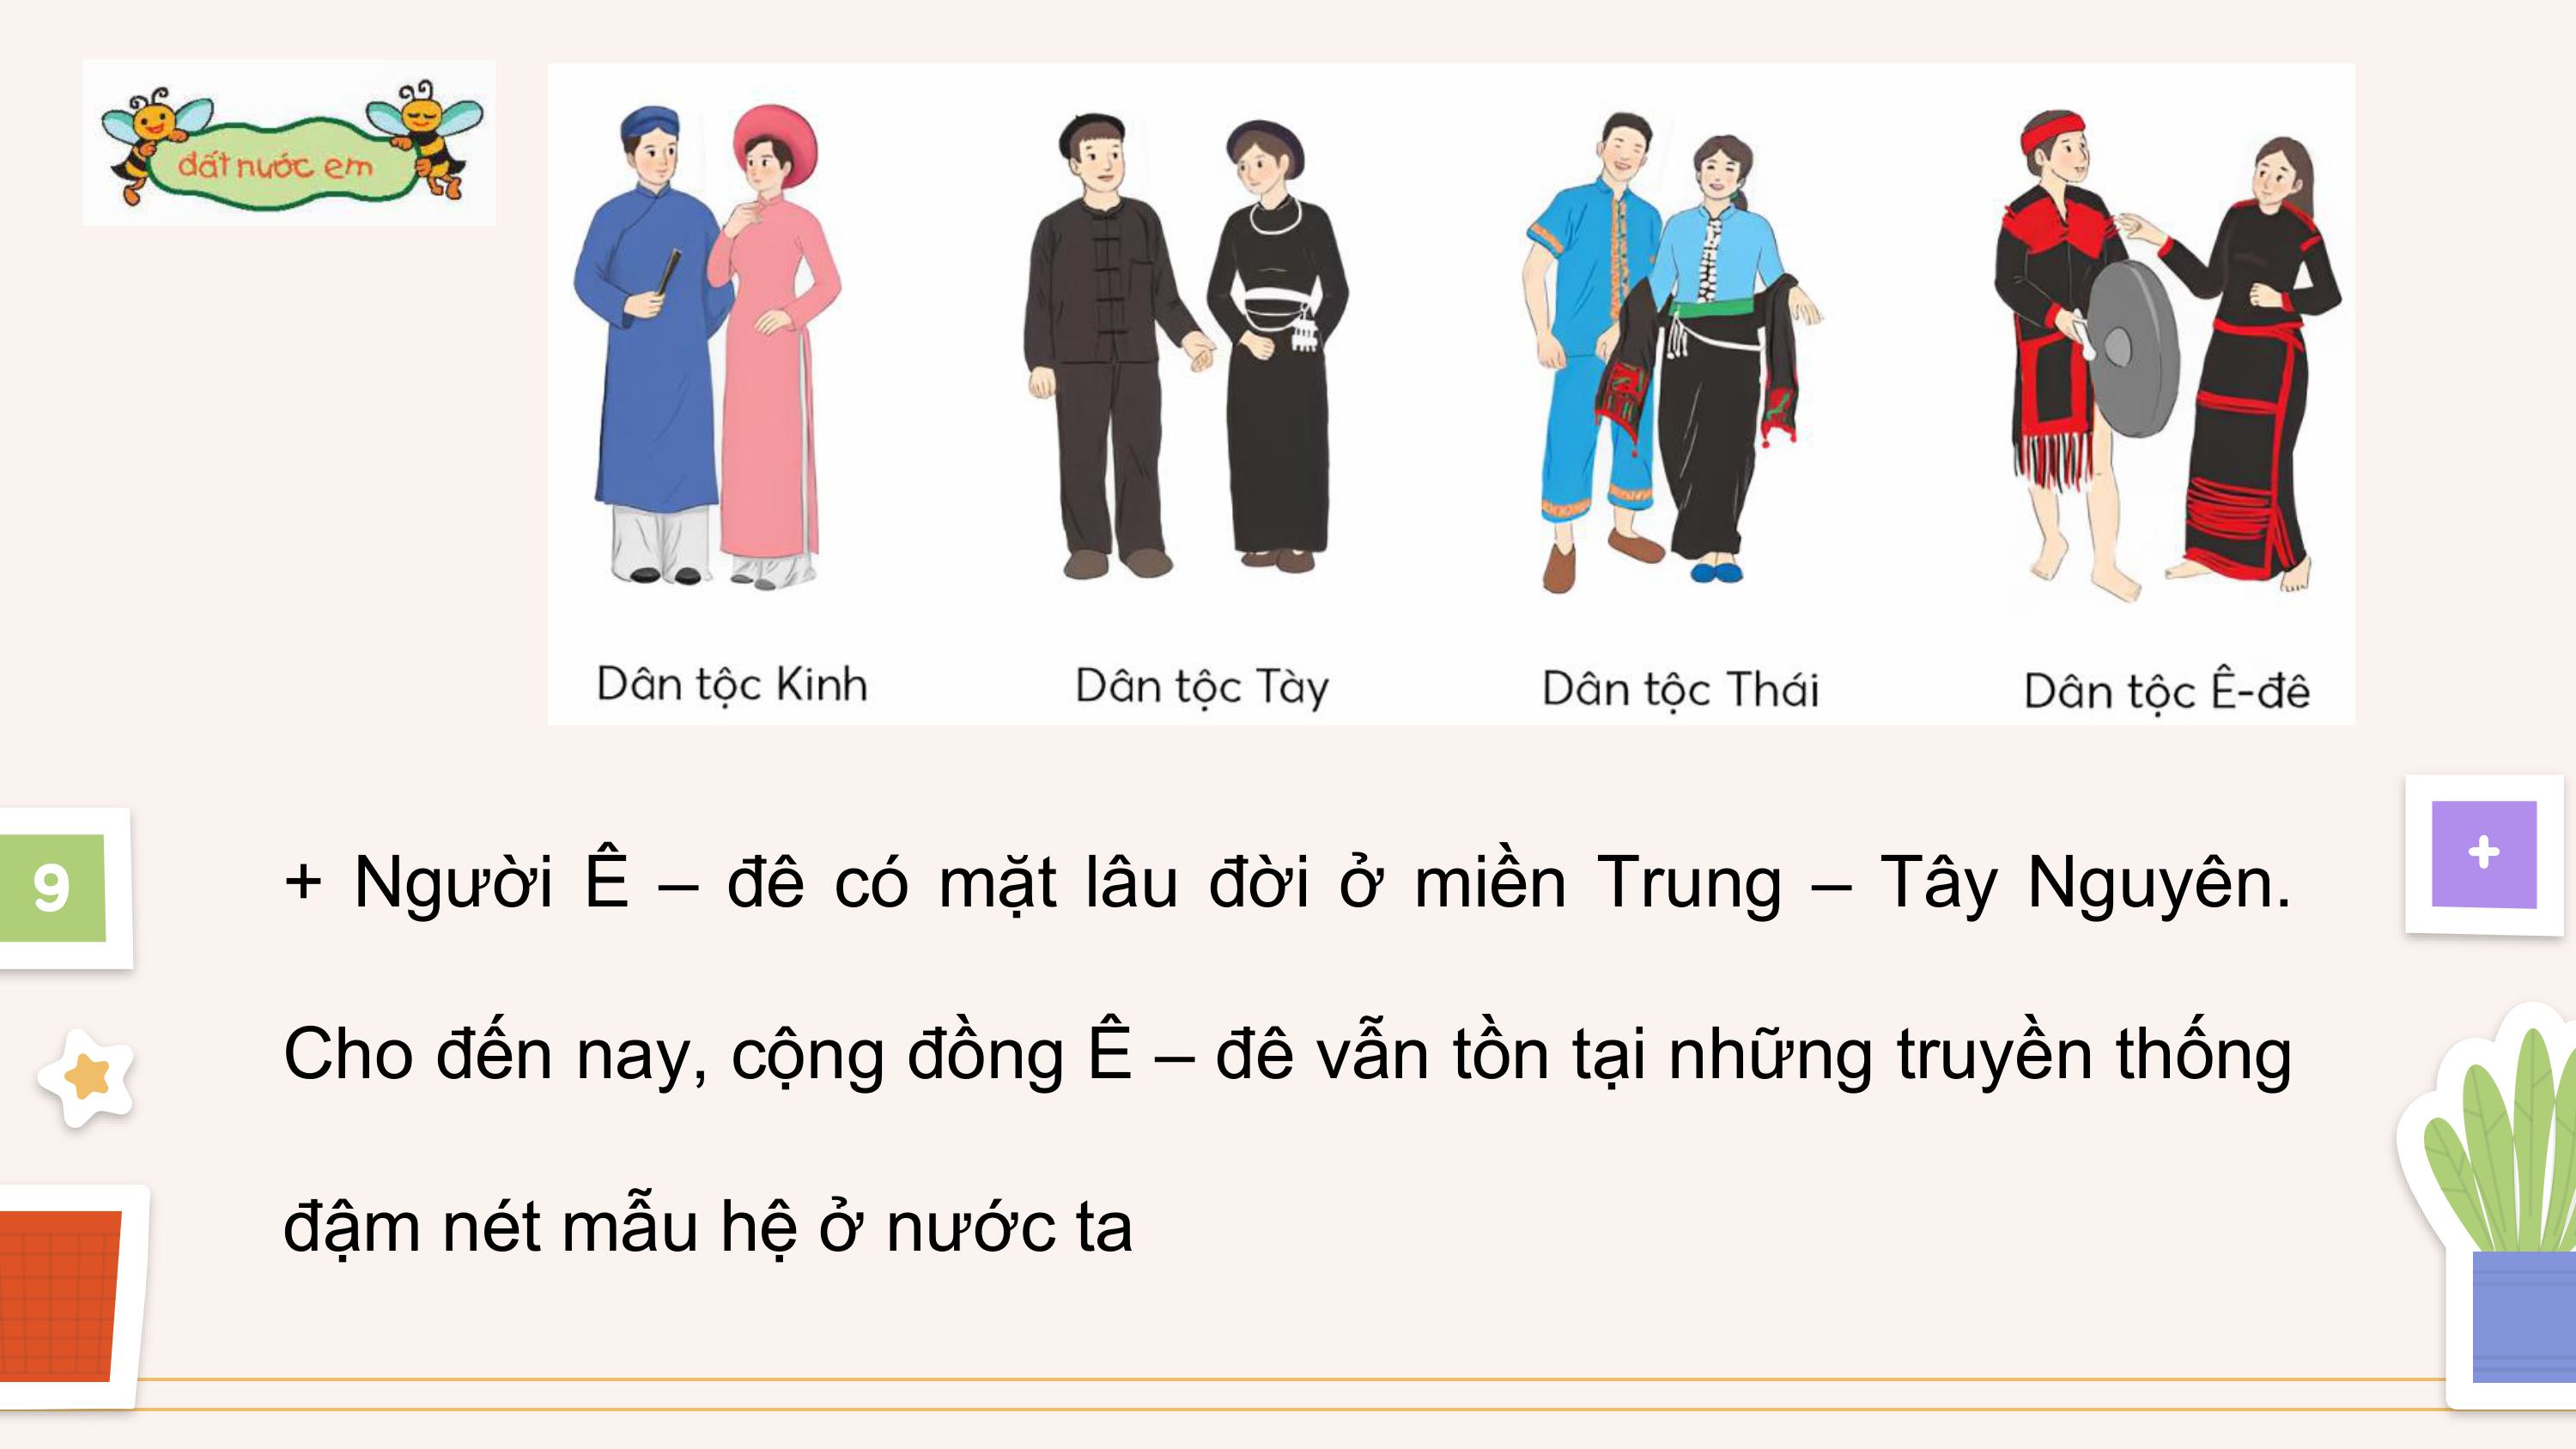 đất nước em
Dân tộc Kinh
Dân tộc Tày
Dân tộc Thái
Dân tộc Ê-đê
9
+
+ Người Ê – đê có mặt lâu đời ở miền Trung – Tây Nguyên.
Cho đến nay, cộng đồng Ê – đê vẫn tồn tại những truyền thống
đậm nét mẫu hệ ở nước ta